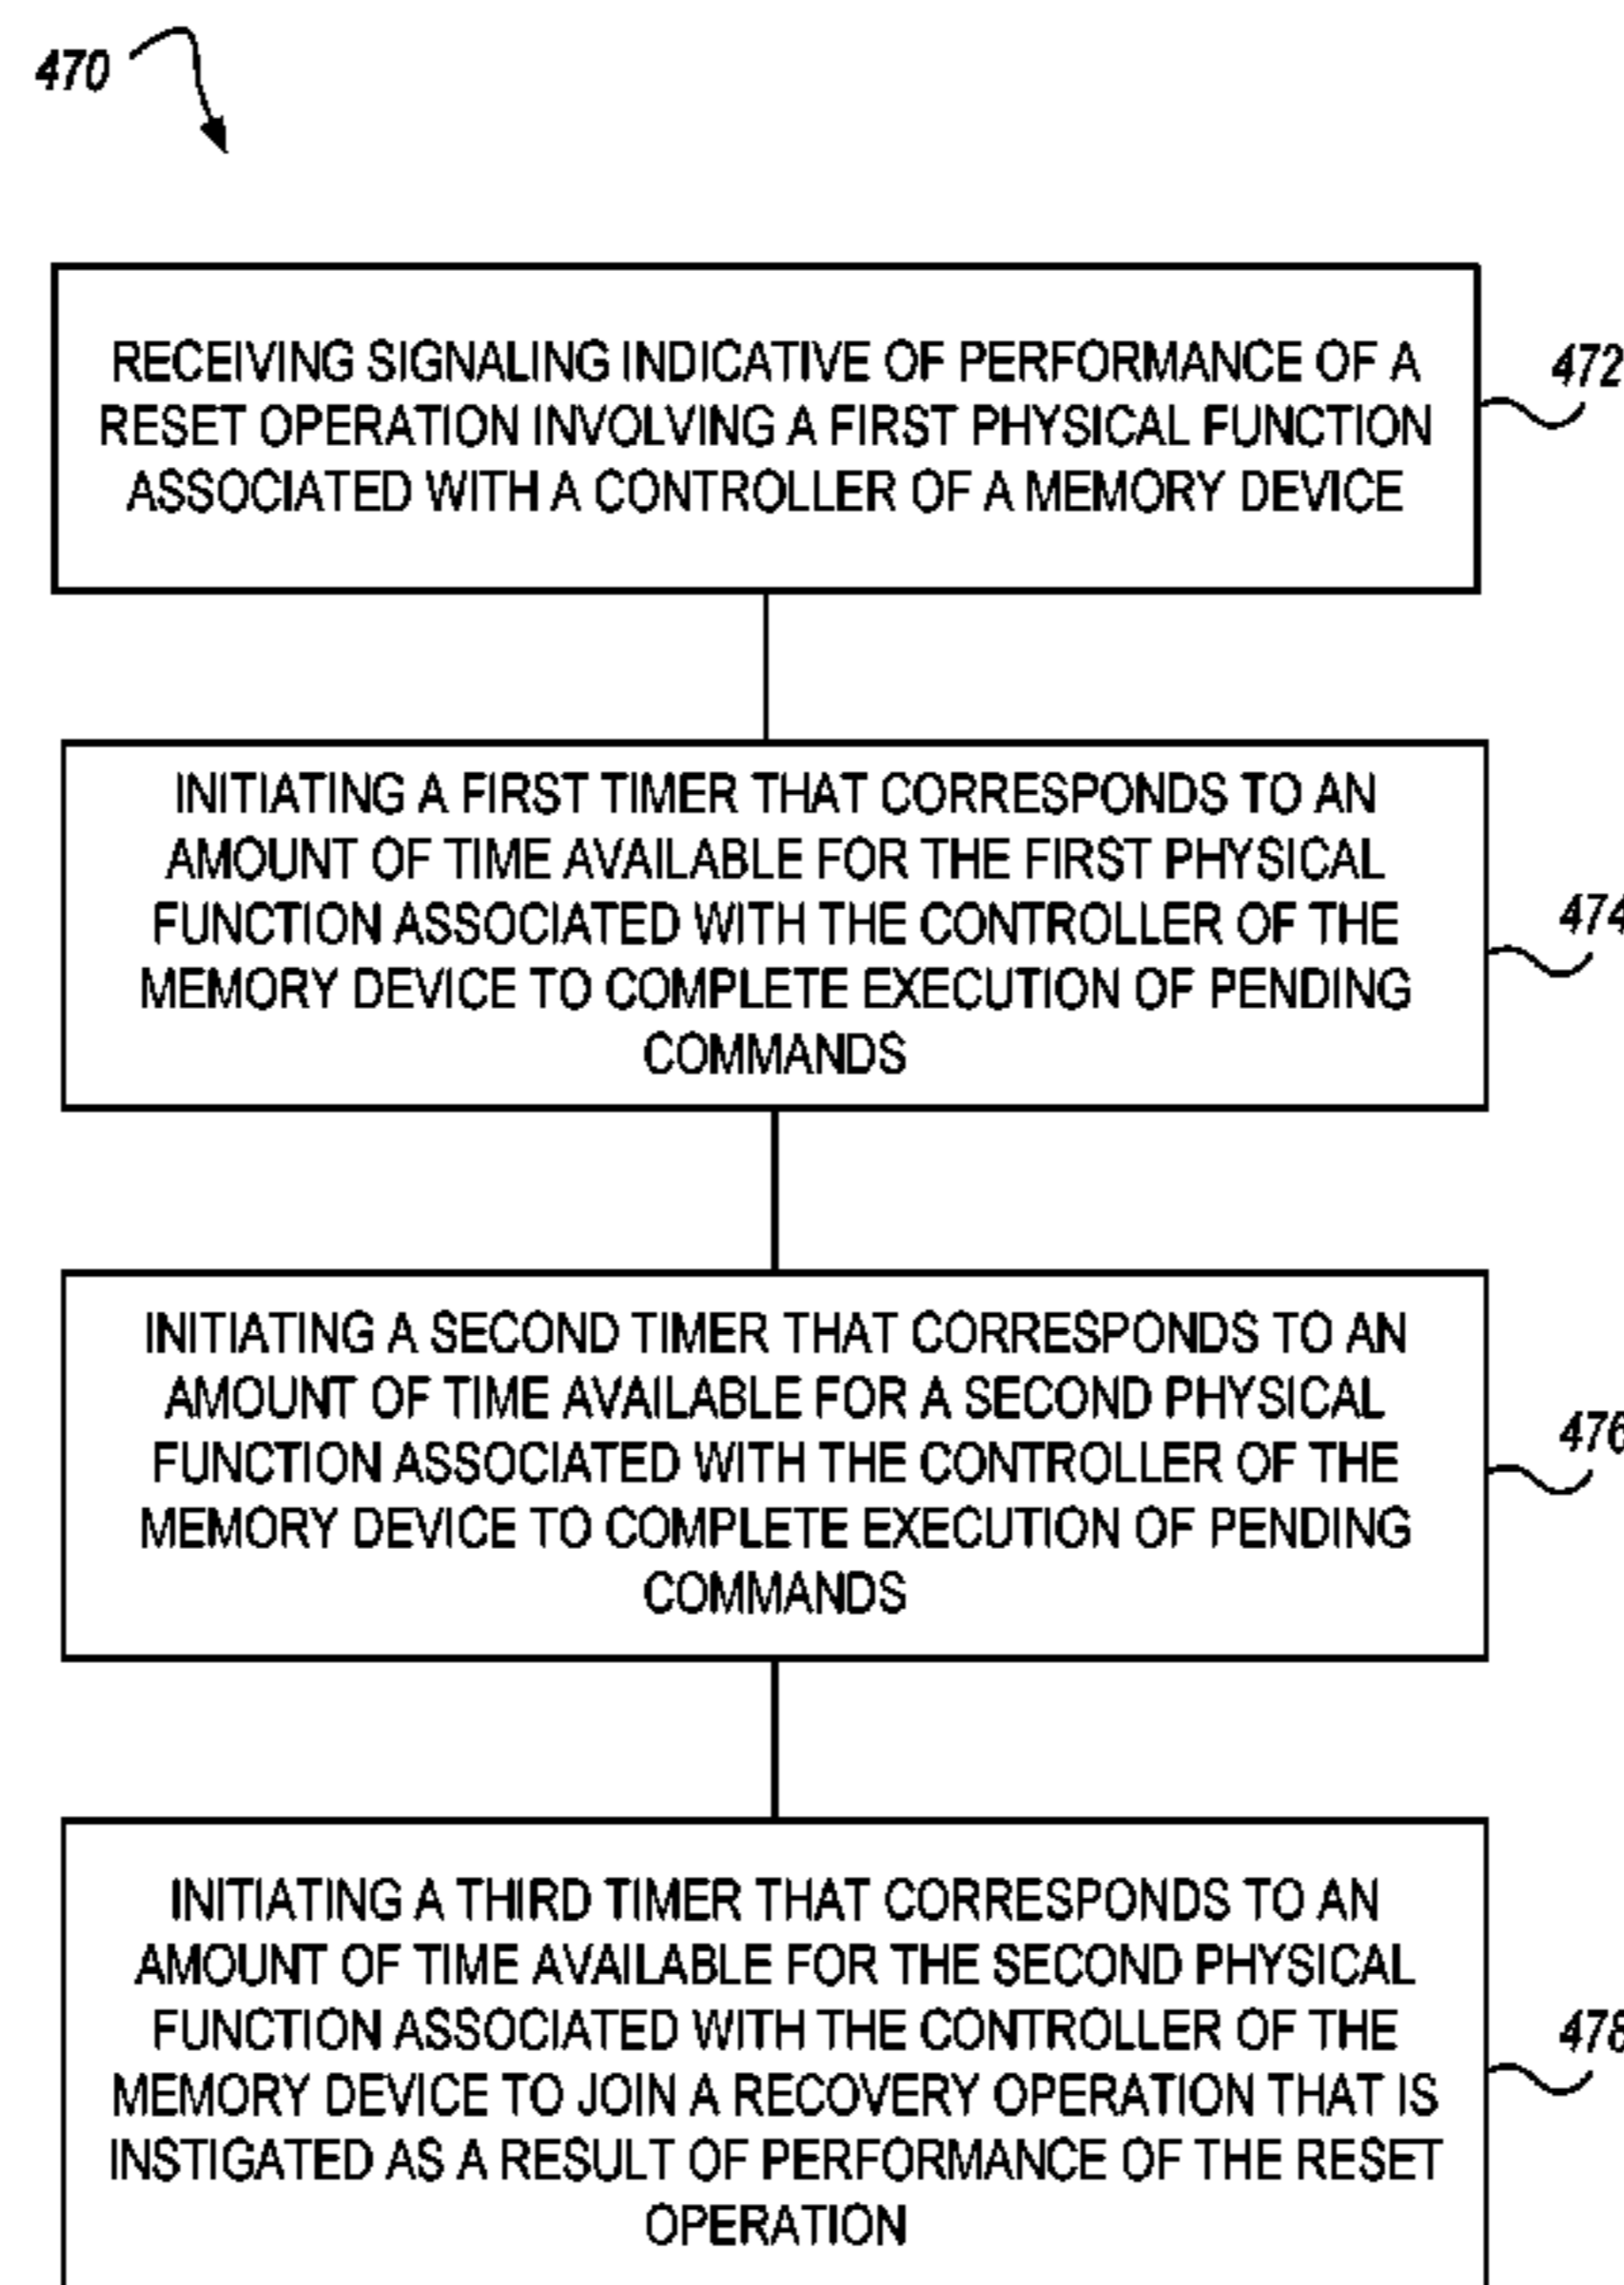 470
RECEIVING SIGNALING INDICATIVE OF PERFORMANCE OF A
RESET OPERATION INVOLVING A FIRST PHYSICAL FUNCTION
ASSOCIATED WITH A CONTROLLER OF A MEMORY DEVICE
472
INITIATING A FIRST TIMER THAT CORRESPONDS TO AN
AMOUNT OF TIME AVAILABLE FOR THE FIRST PHYSICAL
FUNCTION ASSOCIATED WITH THE CONTROLLER OF THE
MEMORY DEVICE TO COMPLETE EXECUTION OF PENDING
COMMANDS
474
INITIATING A SECOND TIMER THAT CORRESPONDS TO AN
AMOUNT OF TIME AVAILABLE FOR A SECOND PHYSICAL
FUNCTION ASSOCIATED WITH THE CONTROLLER OF THE
MEMORY DEVICE TO COMPLETE EXECUTION OF PENDING
COMMANDS
476
INITIATING A THIRD TIMER THAT CORRESPONDS TO AN
AMOUNT OF TIME AVAILABLE FOR THE SECOND PHYSICAL
FUNCTION ASSOCIATED WITH THE CONTROLLER OF THE
MEMORY DEVICE TO JOIN A RECOVERY OPERATION THAT IS
INSTIGATED AS A RESULT OF PERFORMANCE OF THE RESET
OPERATION
478